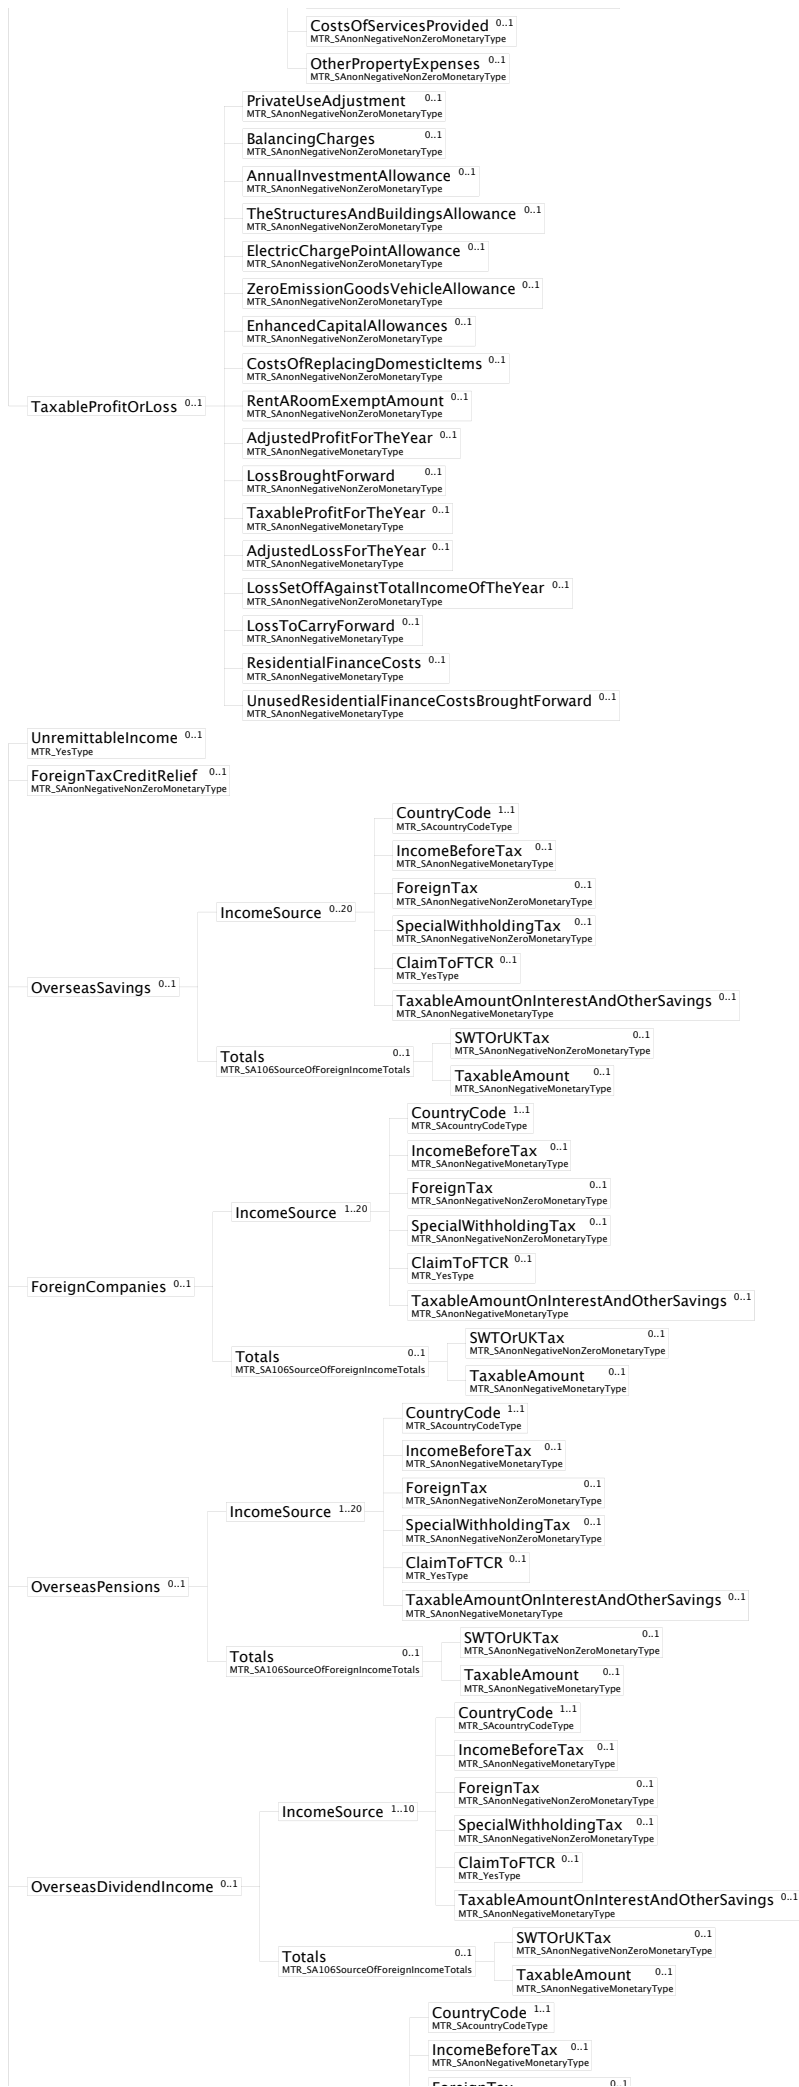 CostsOfServicesProvided 0..1
MTR_SAnonNegativeNonZeroMonetaryType
OtherPropertyExpenses 0..1
MTR_SAnonNegativeNonZeroMonetaryType
PrivateUseAdjustment 0..1
MTR_SAnonNegativeNonZeroMonetaryType
BalancingCharges 0..1
MTR_SAnonNegativeNonZeroMonetaryType
AnnualInvestmentAllowance 0..1
MTR_SAnonNegativeNonZeroMonetaryType
TheStructuresAndBuildingsAllowance 0..1
MTR_SAnonNegativeNonZeroMonetaryType
ElectricChargePointAllowance 0..1
MTR_SAnonNegativeNonZeroMonetaryType
ZeroEmissionGoodsVehicleAllowance 0..1
MTR_SAnonNegativeNonZeroMonetaryType
EnhancedCapitalAllowances 0..1
MTR_SAnonNegativeNonZeroMonetaryType
CostsOfReplacingDomesticItems 0..1
MTR_SAnonNegativeNonZeroMonetaryType
TaxableProfitOrLoss 0..1
RentARoomExemptAmount 0..1
MTR_SAnonNegativeNonZeroMonetaryType
AdjustedProfitForTheYear 0..1
MTR_SAnonNegativeMonetaryType
LossBroughtForward 0..1
MTR_SAnonNegativeNonZeroMonetaryType
TaxableProfitForTheYear 0..1
MTR_SAnonNegativeMonetaryType
AdjustedLossForTheYear 0..1
MTR_SAnonNegativeMonetaryType
LossSetOffAgainstTotalIncomeOfTheYear 0..1
MTR_SAnonNegativeNonZeroMonetaryType
LossToCarryForward 0..1
MTR_SAnonNegativeMonetaryType
ResidentialFinanceCosts 0..1
MTR_SAnonNegativeMonetaryType
UnusedResidentialFinanceCostsBroughtForward 0..1
MTR_SAnonNegativeMonetaryType
UnremittableIncome 0..1
MTR_YesType
ForeignTaxCreditRelief 0..1
MTR_SAnonNegativeNonZeroMonetaryType
CountryCode 1..1
MTR_SAcountryCodeType
IncomeBeforeTax 0..1
MTR_SAnonNegativeMonetaryType
ForeignTax 0..1
MTR_SAnonNegativeNonZeroMonetaryType
IncomeSource 0..20
SpecialWithholdingTax 0..1
MTR_SAnonNegativeNonZeroMonetaryType
ClaimToFTCR 0..1
MTR_YesType
OverseasSavings 0..1
TaxableAmountOnInterestAndOtherSavings 0..1
MTR_SAnonNegativeMonetaryType
SWTOrUKTax 0..1
MTR_SAnonNegativeNonZeroMonetaryType
Totals 0..1
MTR_SA106SourceOfForeignIncomeTotals
TaxableAmount 0..1
MTR_SAnonNegativeMonetaryType
CountryCode 1..1
MTR_SAcountryCodeType
IncomeBeforeTax 0..1
MTR_SAnonNegativeMonetaryType
ForeignTax 0..1
MTR_SAnonNegativeNonZeroMonetaryType
IncomeSource 1..20
SpecialWithholdingTax 0..1
MTR_SAnonNegativeNonZeroMonetaryType
ClaimToFTCR 0..1
MTR_YesType
ForeignCompanies 0..1
TaxableAmountOnInterestAndOtherSavings 0..1
MTR_SAnonNegativeMonetaryType
SWTOrUKTax 0..1
MTR_SAnonNegativeNonZeroMonetaryType
Totals 0..1
MTR_SA106SourceOfForeignIncomeTotals
TaxableAmount 0..1
MTR_SAnonNegativeMonetaryType
CountryCode 1..1
MTR_SAcountryCodeType
IncomeBeforeTax 0..1
MTR_SAnonNegativeMonetaryType
ForeignTax 0..1
MTR_SAnonNegativeNonZeroMonetaryType
IncomeSource 1..20
SpecialWithholdingTax 0..1
MTR_SAnonNegativeNonZeroMonetaryType
ClaimToFTCR 0..1
MTR_YesType
OverseasPensions 0..1
TaxableAmountOnInterestAndOtherSavings 0..1
MTR_SAnonNegativeMonetaryType
SWTOrUKTax 0..1
MTR_SAnonNegativeNonZeroMonetaryType
Totals 0..1
MTR_SA106SourceOfForeignIncomeTotals
TaxableAmount 0..1
MTR_SAnonNegativeMonetaryType
CountryCode 1..1
MTR_SAcountryCodeType
IncomeBeforeTax 0..1
MTR_SAnonNegativeMonetaryType
ForeignTax 0..1
MTR_SAnonNegativeNonZeroMonetaryType
IncomeSource 1..10
SpecialWithholdingTax 0..1
MTR_SAnonNegativeNonZeroMonetaryType
ClaimToFTCR 0..1
MTR_YesType
OverseasDividendIncome 0..1
TaxableAmountOnInterestAndOtherSavings 0..1
MTR_SAnonNegativeMonetaryType
SWTOrUKTax 0..1
MTR_SAnonNegativeNonZeroMonetaryType
Totals 0..1
MTR_SA106SourceOfForeignIncomeTotals
TaxableAmount 0..1
MTR_SAnonNegativeMonetaryType
CountryCode 1..1
MTR_SAcountryCodeType
IncomeBeforeTax 0..1
MTR_SAnonNegativeMonetaryType
ForeignTax 0..1